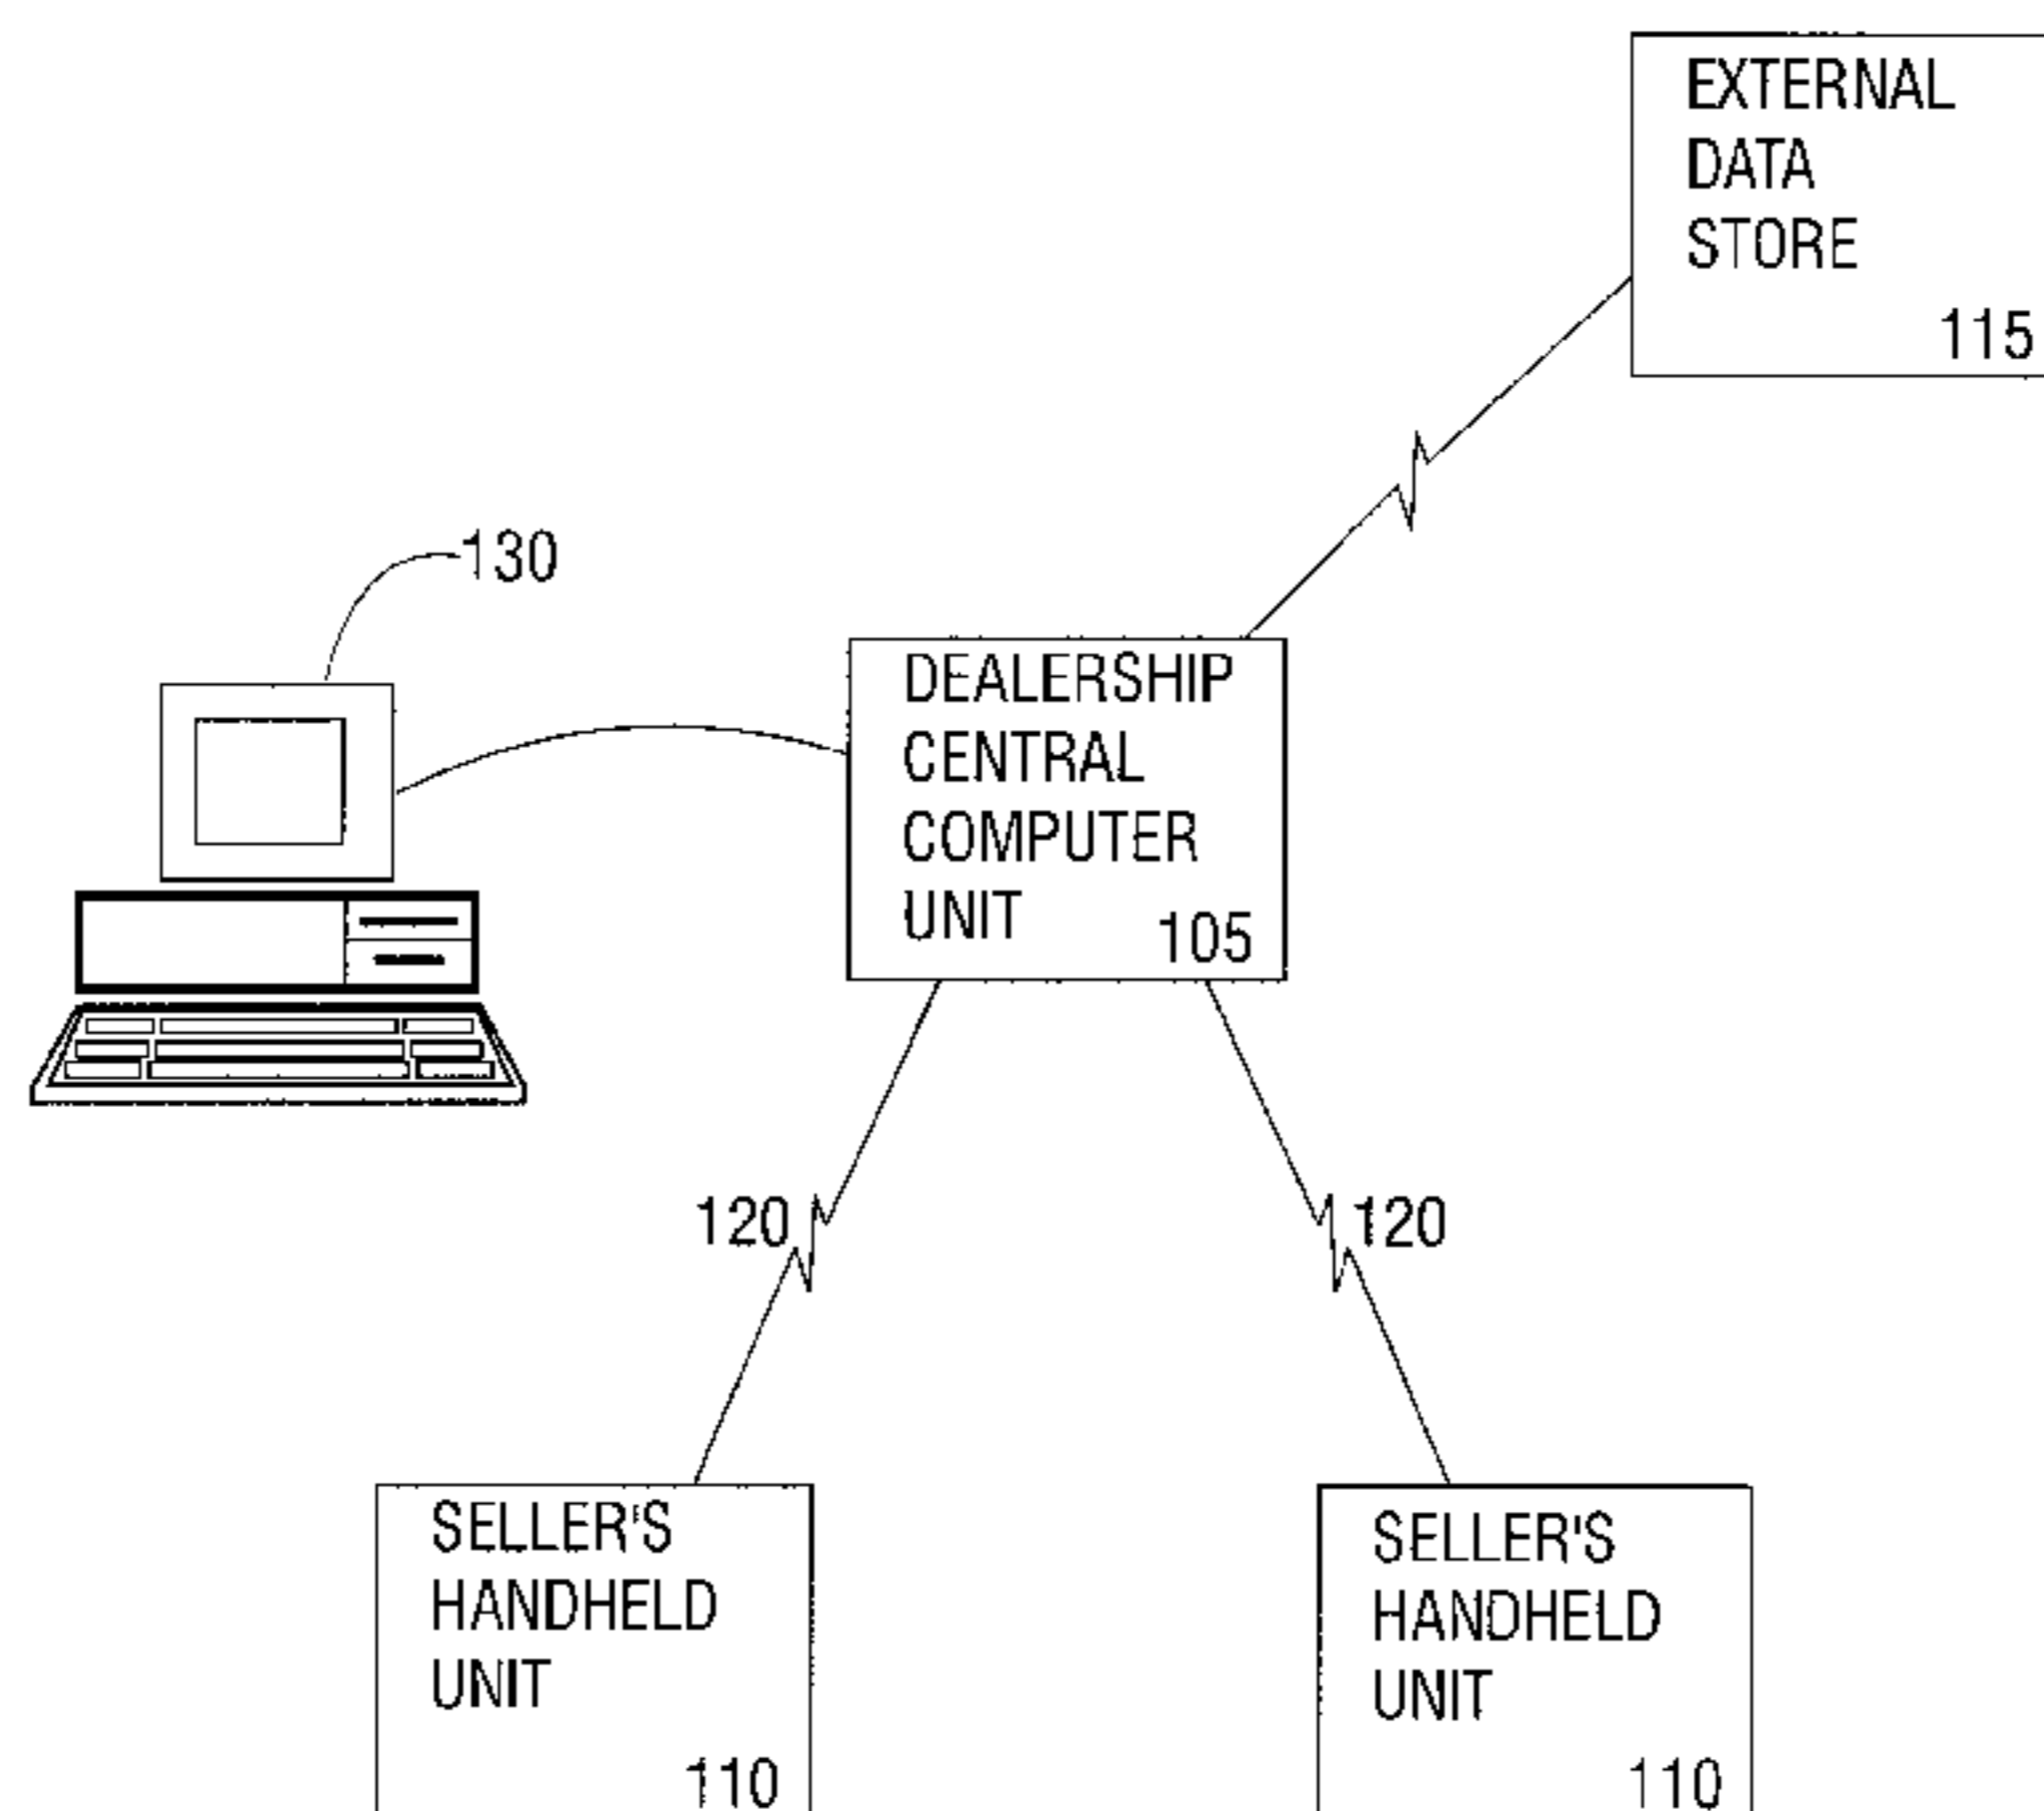 EXTERNAL
DATA
STORE
115
130
DEALERSHIP
CENTRAL
COMPUTER
UNIT 105
120 120
SELLER'S
HANDHELD
UNIT
110
SELLER'S
HANDHELD
UNIT
110